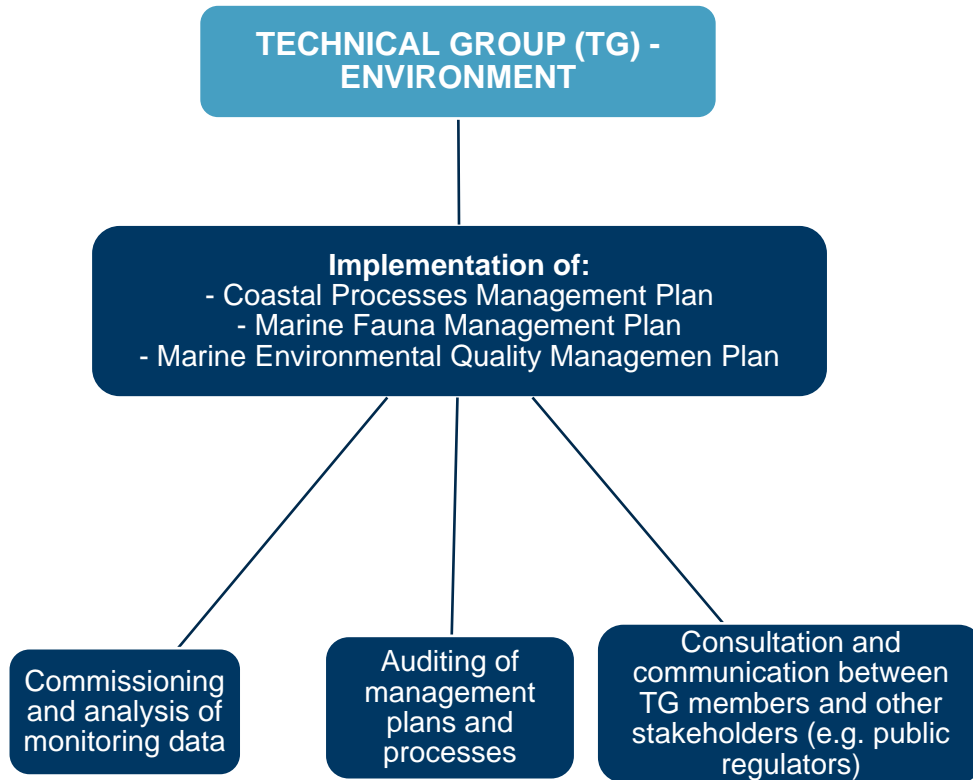 TECHNICAL GROUP (TG) -
ENVIRONMENT
Implementation of:
- Coastal Processes Management Plan
- Marine Fauna Management Plan
- Marine Environmental Quality Managemen Plan
Commissioning
and analysis of
monitoring data
Auditing of
management
plans and
processes
Consultation and
communication between
TG members and other
stakeholders (e.g. public
regulators)